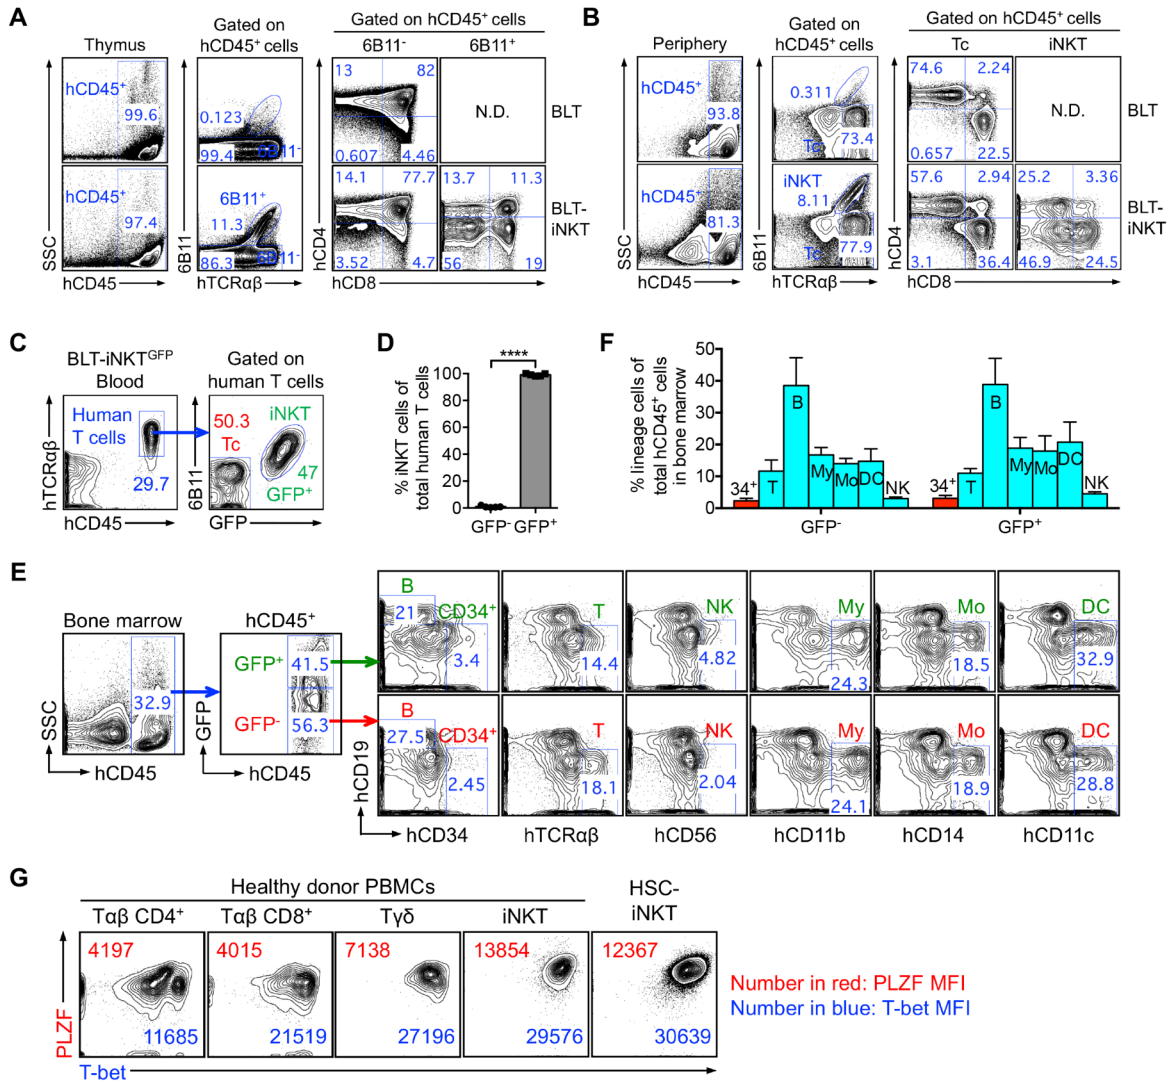 A
Thymus
Gated on
hCD45⁺ cells
Gated on hCD45⁺ cells
6B11⁻
6B11⁺
hCD45⁺
99.6
0.123
99.4
6B11⁻
13
82
0.607
4.46
N.D.
BLT
hCD45⁺
97.4
6B11⁺
11.3
86.3
6B11⁻
14.1
77.7
3.52
4.7
13.7
11.3
56
19
BLT-
iNKT
SSC
hCD45
6B11
hTCRαβ
hCD4
hCD8
B
Periphery
Gated on
hCD45⁺ cells
Gated on hCD45⁺ cells
Tc
iNKT
hCD45⁺
93.8
0.311
Tc
73.4
74.6
2.24
0.657
22.5
N.D.
BLT
hCD45⁺
81.3
iNKT
8.11
Tc
77.9
57.6
2.94
3.1
36.4
25.2
3.36
46.9
24.5
BLT-
iNKT
SSC
hCD45
6B11
hTCRαβ
hCD4
hCD8
C
BLT-iNKTᴳᶠᴾ
Blood
Gated on
human T cells
Human
T cells
29.7
50.3
Tc
iNKT
47
GFP⁺
hTCRαβ
hCD45
6B11
GFP
D
% iNKT cells of
total human T cells
100
80
60
40
20
0
****
GFP⁻
GFP⁺
F
% lineage cells of
total hCD45⁺ cells
in bone marrow
50
40
30
20
10
0
34⁺
T
B
My
Mo
DC
NK
34⁺
T
B
My
Mo
DC
NK
GFP⁻
GFP⁺
E
Bone marrow
hCD45⁺
32.9
GFP⁺
41.5
GFP⁻
56.3
SSC
hCD45
GFP
hCD45
B
21
CD34⁺
3.4
T
14.4
NK
4.82
My
24.3
Mo
18.5
DC
32.9
B
27.5
CD34⁺
2.45
T
18.1
NK
2.04
My
24.1
Mo
18.9
DC
28.8
hCD19
hCD34
hTCRαβ
hCD56
hCD11b
hCD14
hCD11c
G
Healthy donor PBMCs
HSC-
iNKT
Tαβ CD4⁺
Tαβ CD8⁺
Tγδ
iNKT
4197
4015
7138
13854
12367
11685
21519
27196
29576
30639
Number in red: PLZF MFI
Number in blue: T-bet MFI
PLZF
T-bet